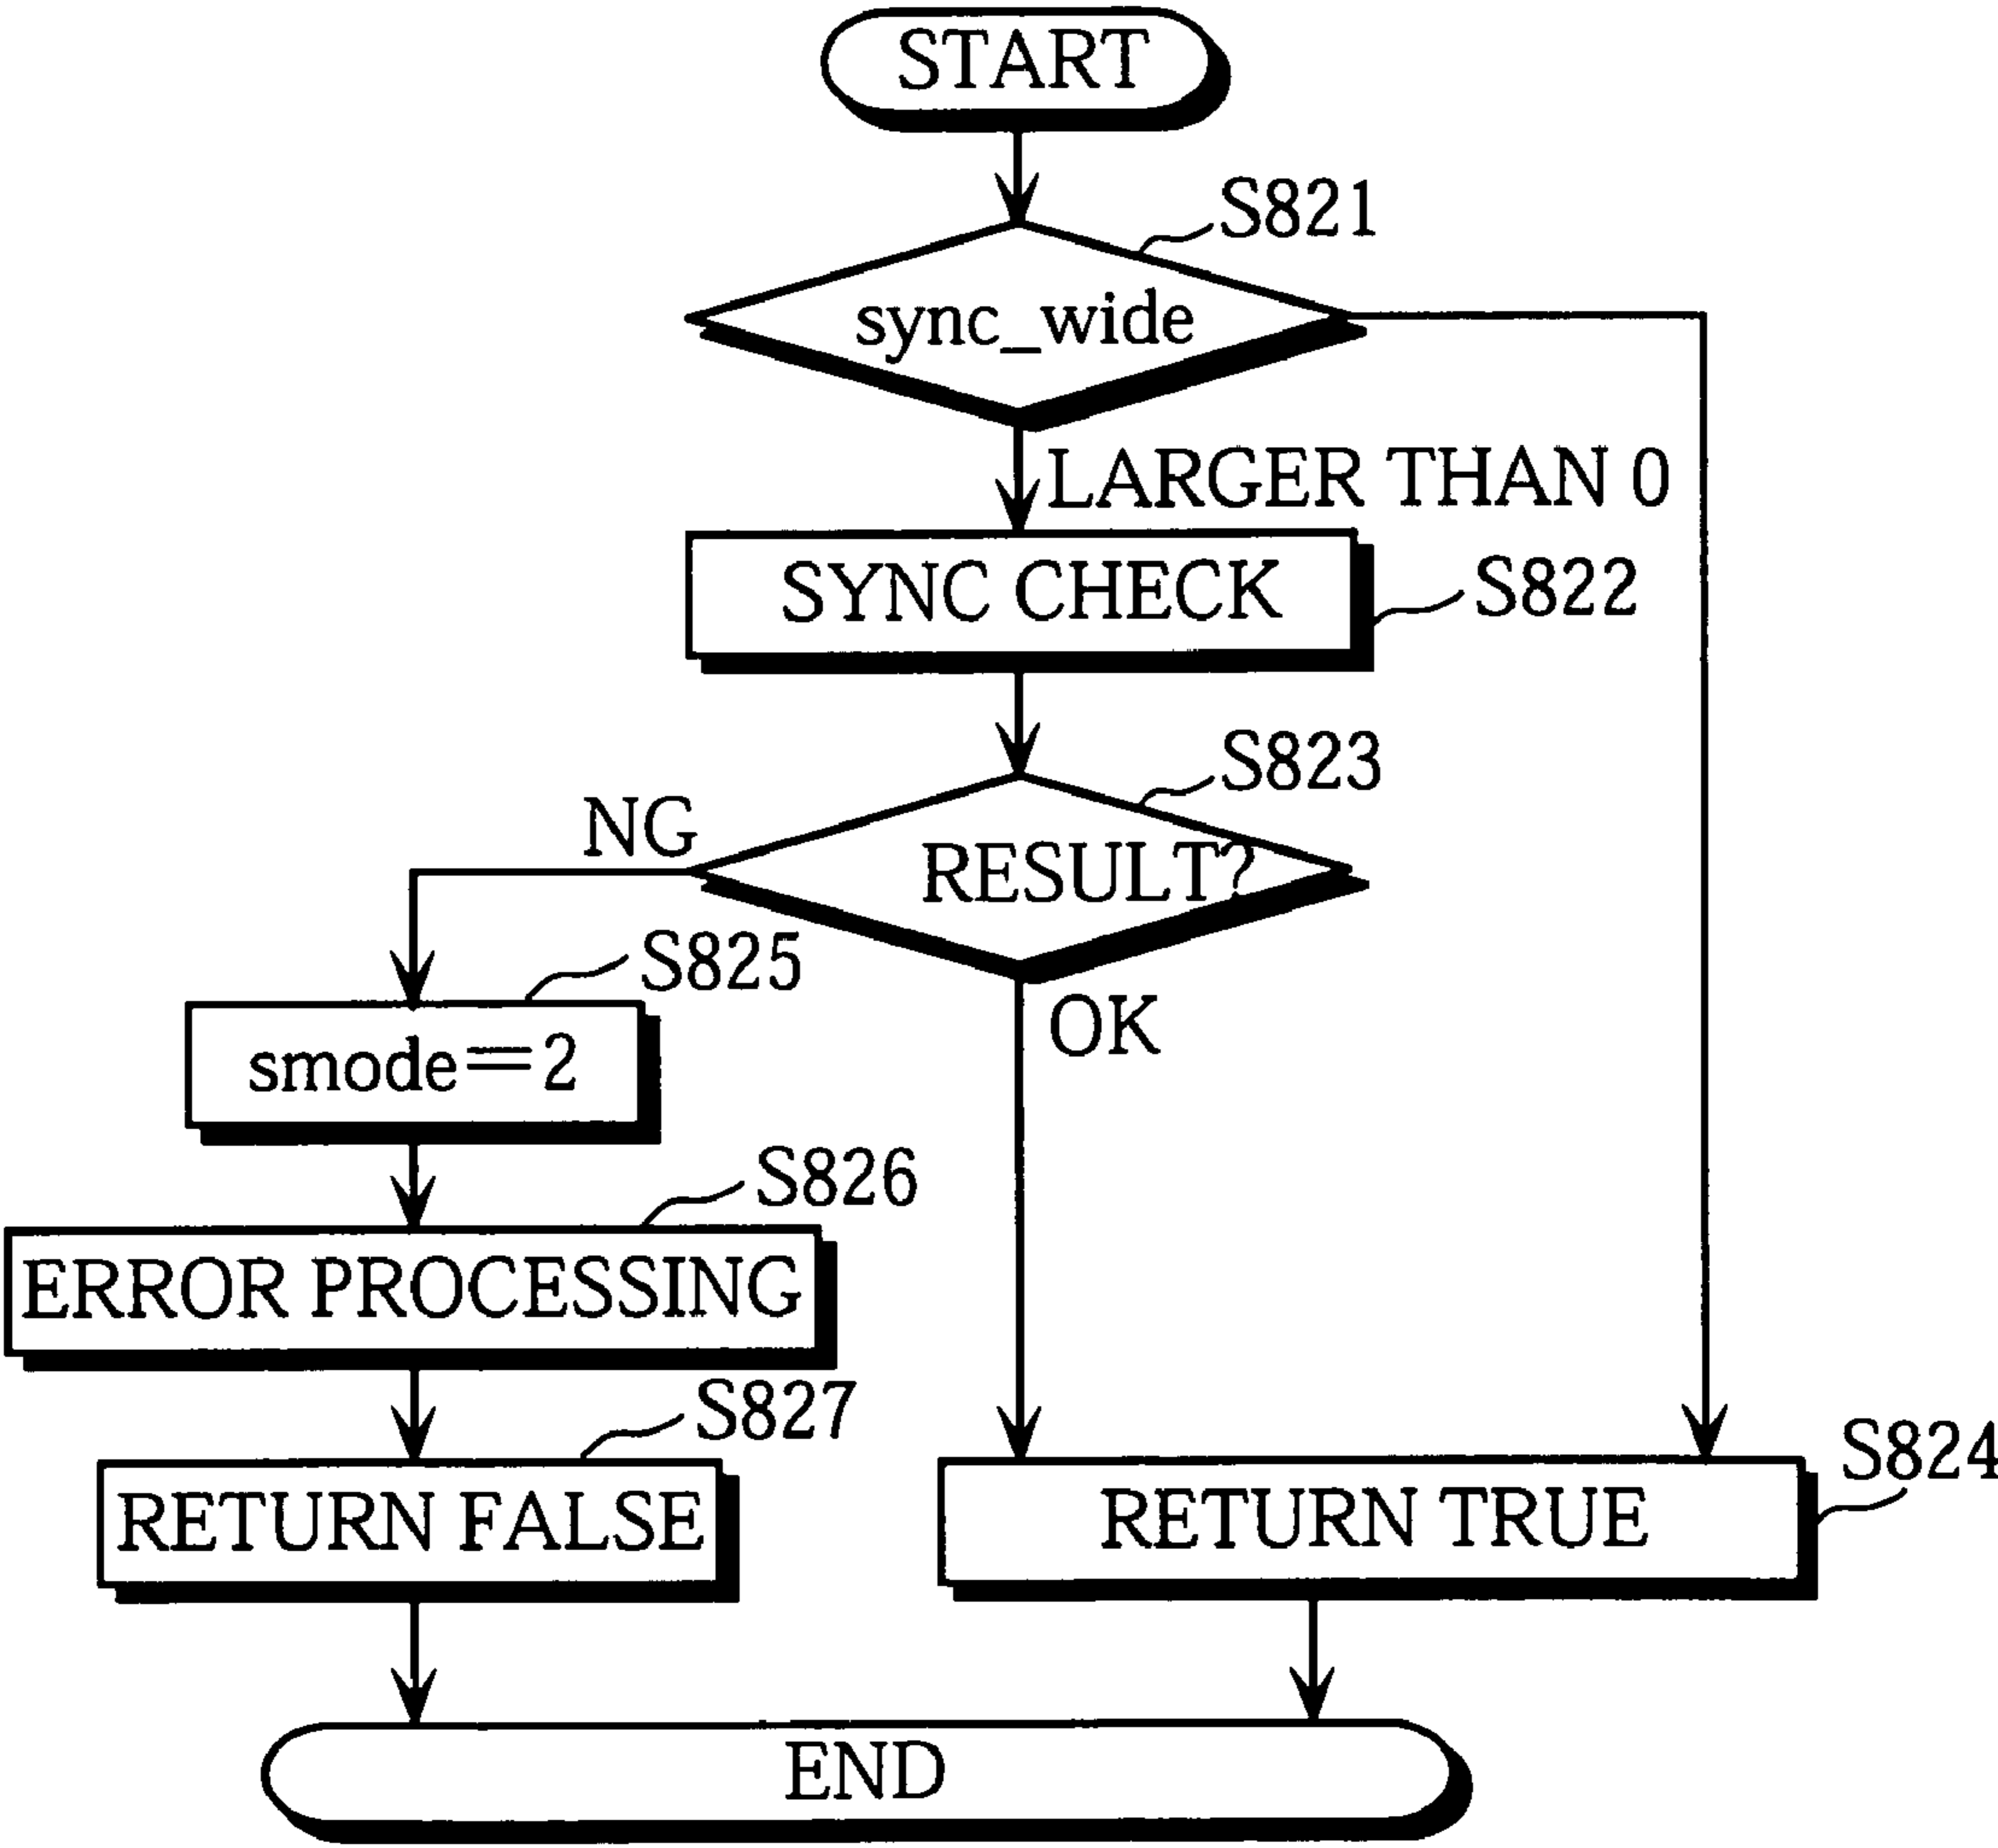 START
S821
sync_wide
LARGER THAN 0
SYNC CHECK
S822
S823
NG
RESULT?
S825
OK
smode=2
S826
ERROR PROCESSING
S827
S824
RETURN FALSE
RETURN TRUE
END